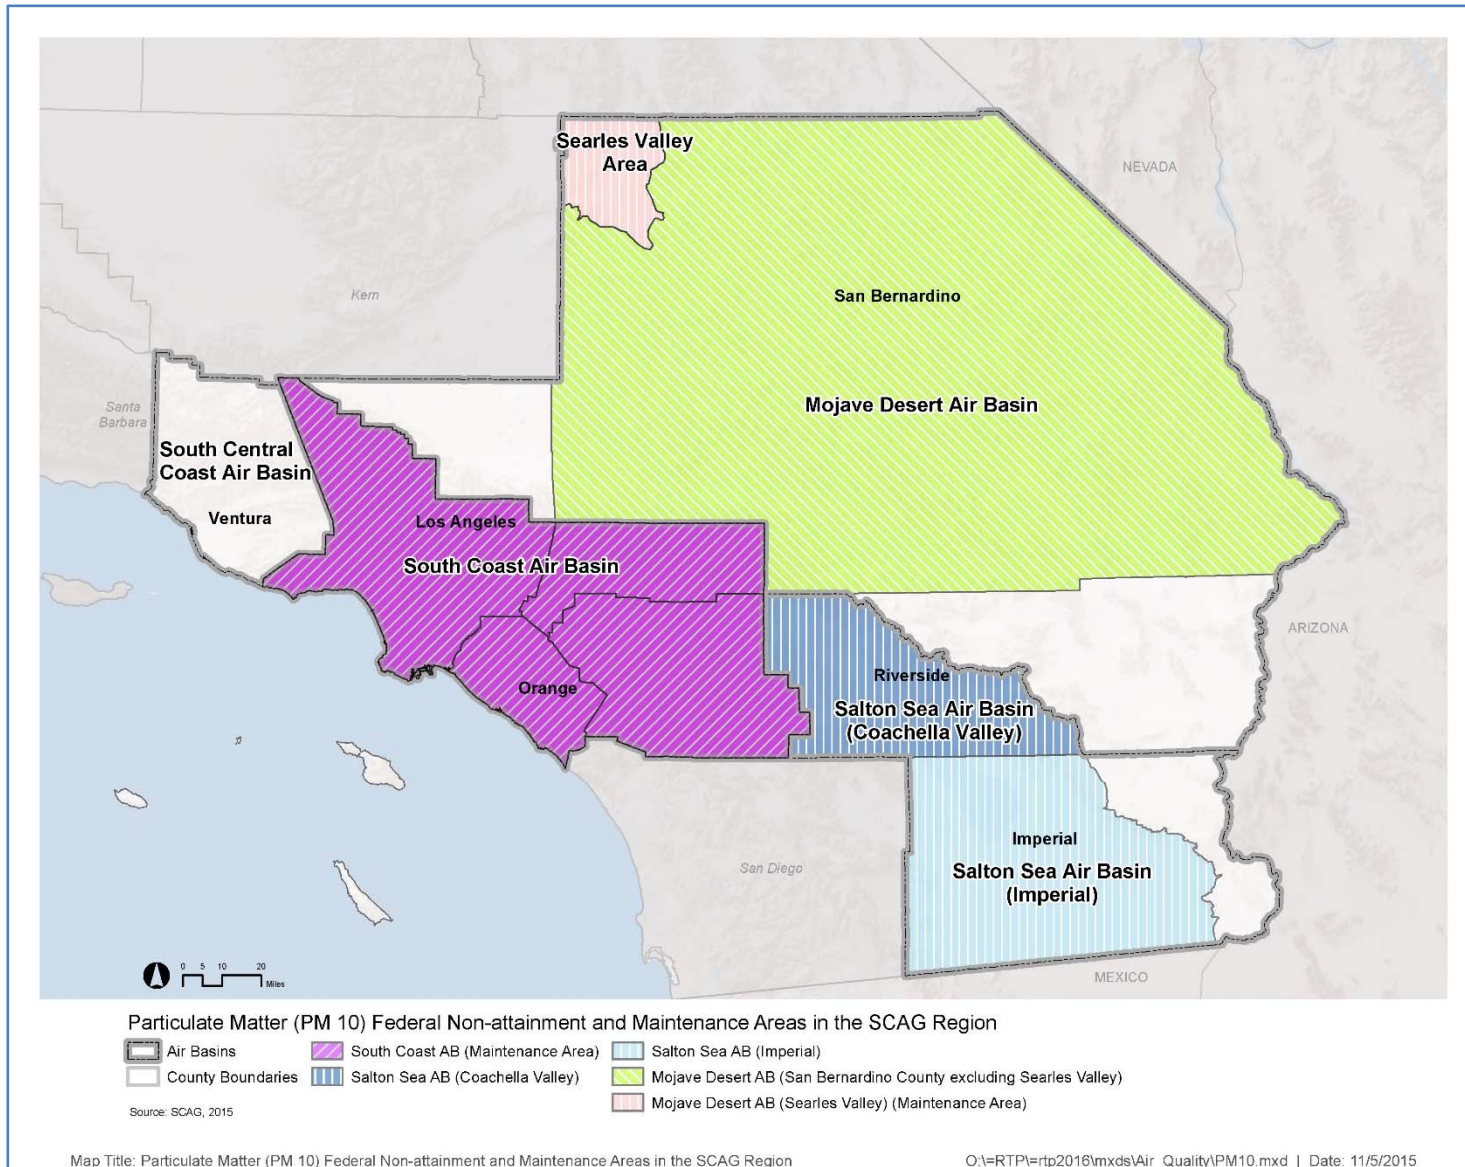 Searles Valley
Area
NEVADA
Kern
San Bernardino
Mojave Desert Air Basin
Santa
Barbara
South Central
Coast Air Basin
Ventura
Los Angeles
South Coast Air Basin
ARIZONA
Riverside
Orange
Salton Sea Air Basin
(Coachella Valley)
Imperial
San Diego
Salton Sea Air Basin
(Imperial)
MEXICO
0 5 10 20
Miles
Particulate Matter (PM 10) Federal Non-attainment and Maintenance Areas in the SCAG Region
Air Basins
County Boundaries
South Coast AB (Maintenance Area)
Salton Sea AB (Coachella Valley)
Salton Sea AB (Imperial)
Mojave Desert AB (San Bernardino County excluding Searles Valley)
Mojave Desert AB (Searles Valley) (Maintenance Area)
Source: SCAG, 2015
Map Title: Particulate Matter (PM 10) Federal Non-attainment and Maintenance Areas in the SCAG Region
O:\=RTP\=rtp2016\mxds\Air_Quality\PM10.mxd | Date: 11/5/2015